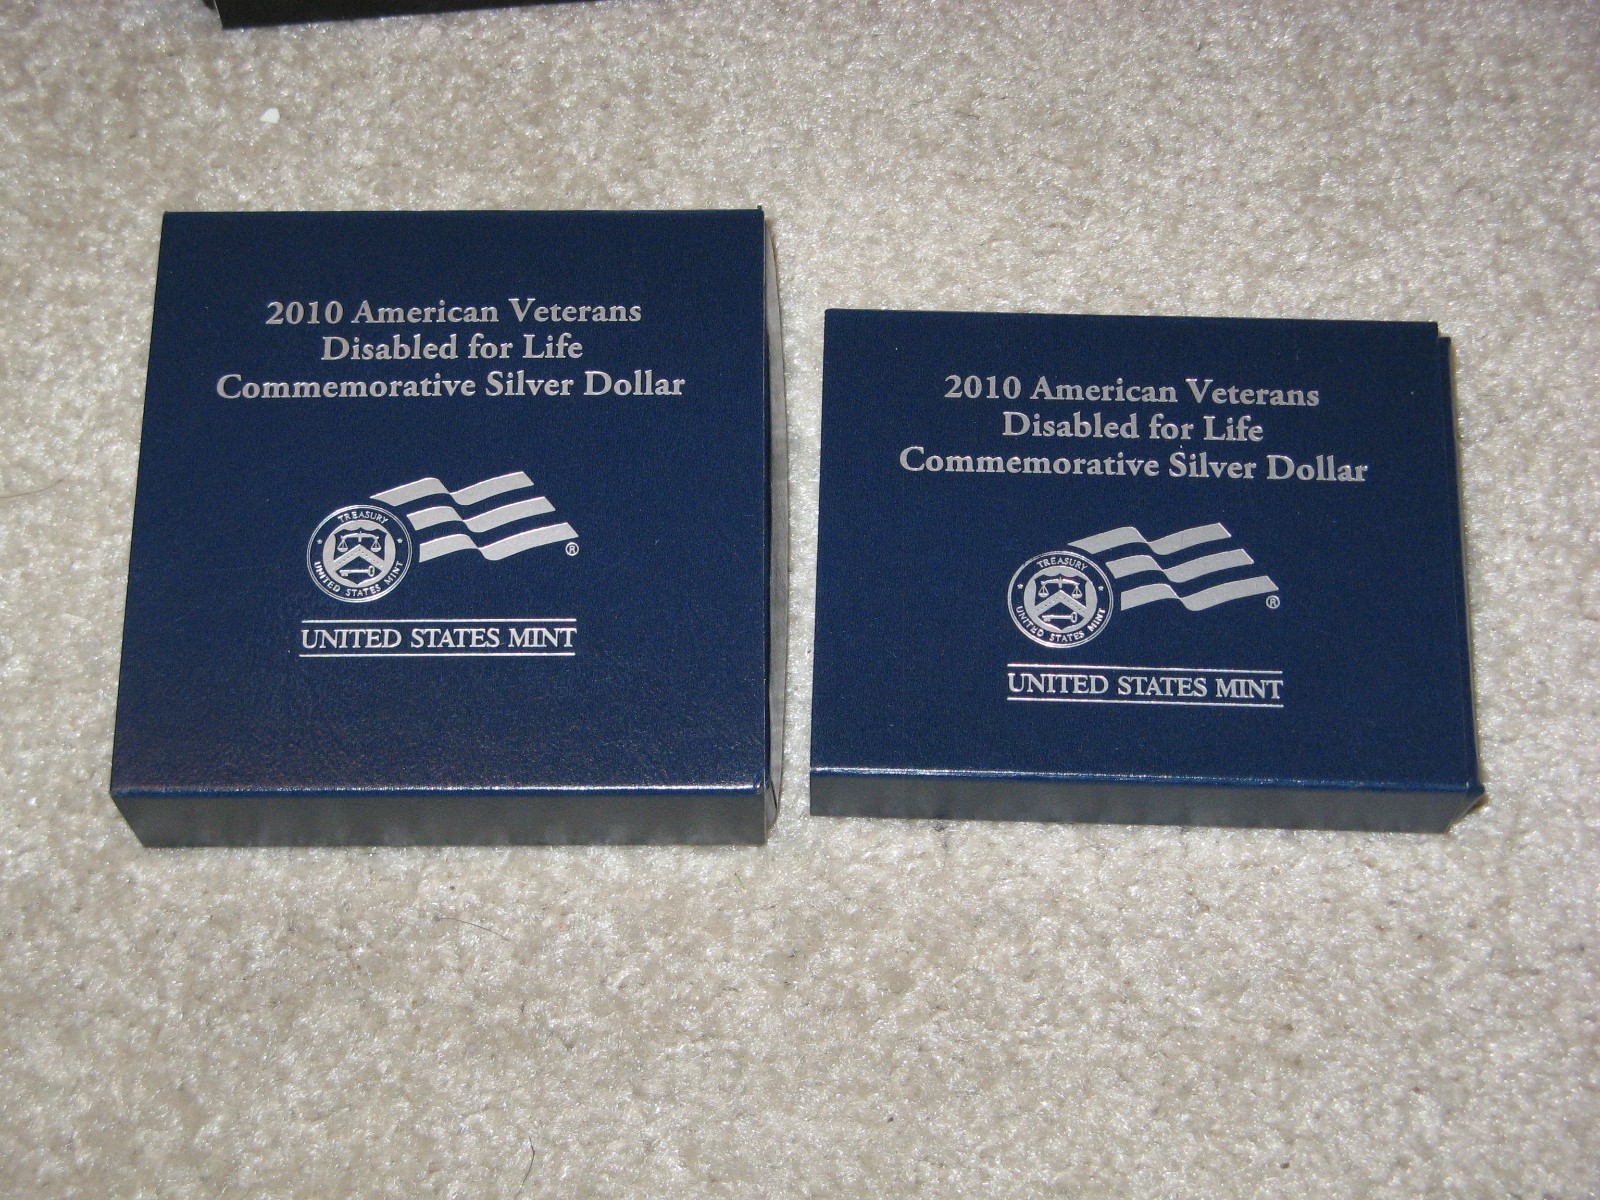 2010 American Veterans
Disabled for Life
Commemorative Silver Dollar
TREASURY
UNITED STATES MINT
®
UNITED STATES MINT
2010 American Veterans
Disabled for Life
Commemorative Silver Dollar
TREASURY
UNITED STATES MINT
®
UNITED STATES MINT